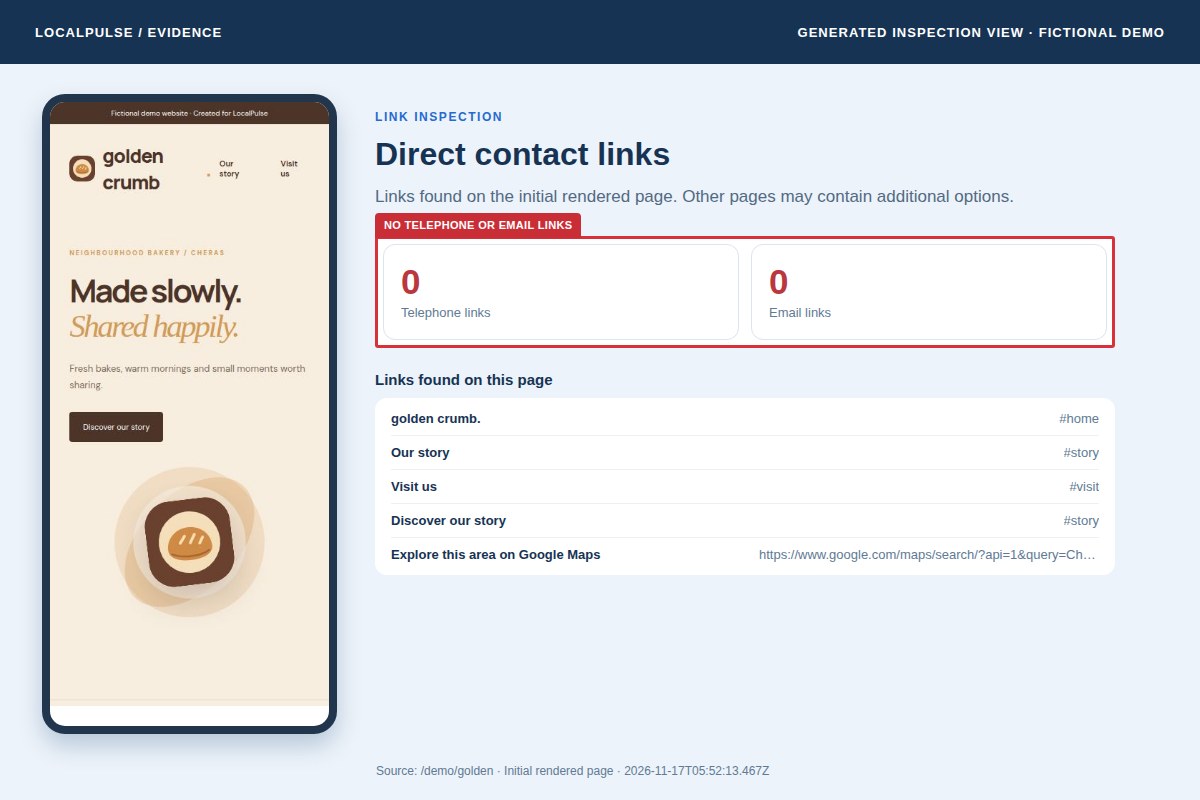 LOCALPULSE / EVIDENCE
GENERATED INSPECTION VIEW · FICTIONAL DEMO
Fictional demo website · Created for LocalPulse
golden
crumb
Our
story
Visit
us
NEIGHBOURHOOD BAKERY / CHERAS
Made slowly.
Shared happily.
Fresh bakes, warm mornings and small moments worth
sharing.
Discover our story
LINK INSPECTION
Direct contact links
Links found on the initial rendered page. Other pages may contain additional options.
NO TELEPHONE OR EMAIL LINKS
0
Telephone links
0
Email links
Links found on this page
golden crumb. #home
Our story #story
Visit us #visit
Discover our story #story
Explore this area on Google Maps https://www.google.com/maps/search/?api=1&query=Ch…
Source: /demo/golden · Initial rendered page · 2026-11-17T05:52:13.467Z